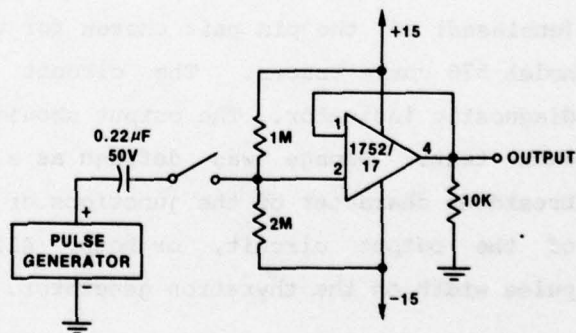 +15
0.22µF
50V
1M
1
1752/
17
4
OUTPUT
2
+
2M
10K
PULSE
GENERATOR
-15